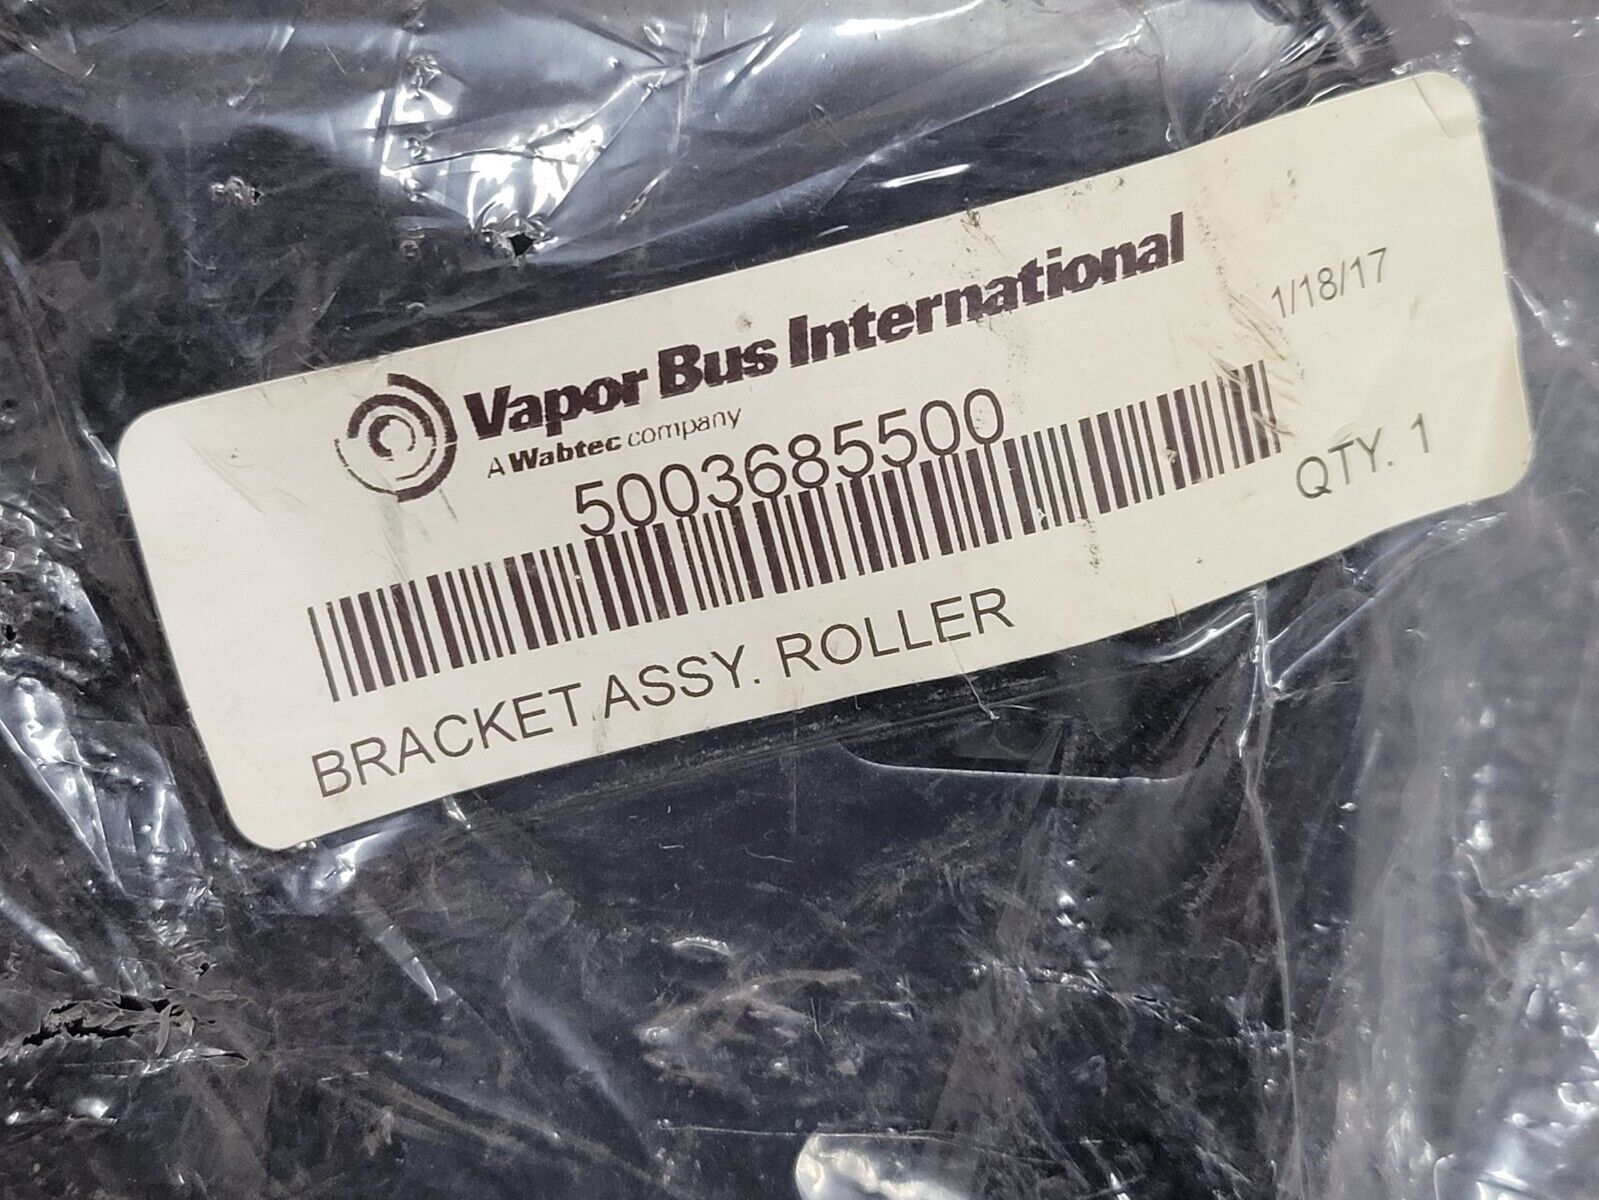 Vapor Bus International
A Wabtec company
1/18/17
5003685500
QTY. 1
BRACKET ASSY. ROLLER